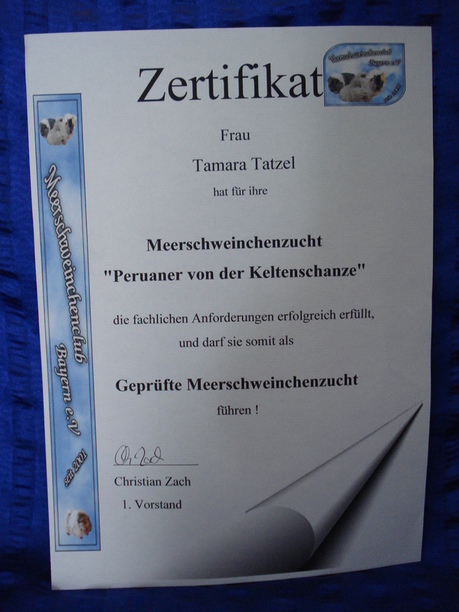 Zertifikat
Frau
Tamara Tatzel
hat für ihre
Meerschweinchenzucht
"Peruaner von der Keltenschanze"
die fachlichen Anforderungen erfolgreich erfüllt,
und darf sie somit als
Geprüfte Meerschweinchenzucht
führen !
Christian Zach
1. Vorstand
Meerschweinchenclub
Bayern e.V